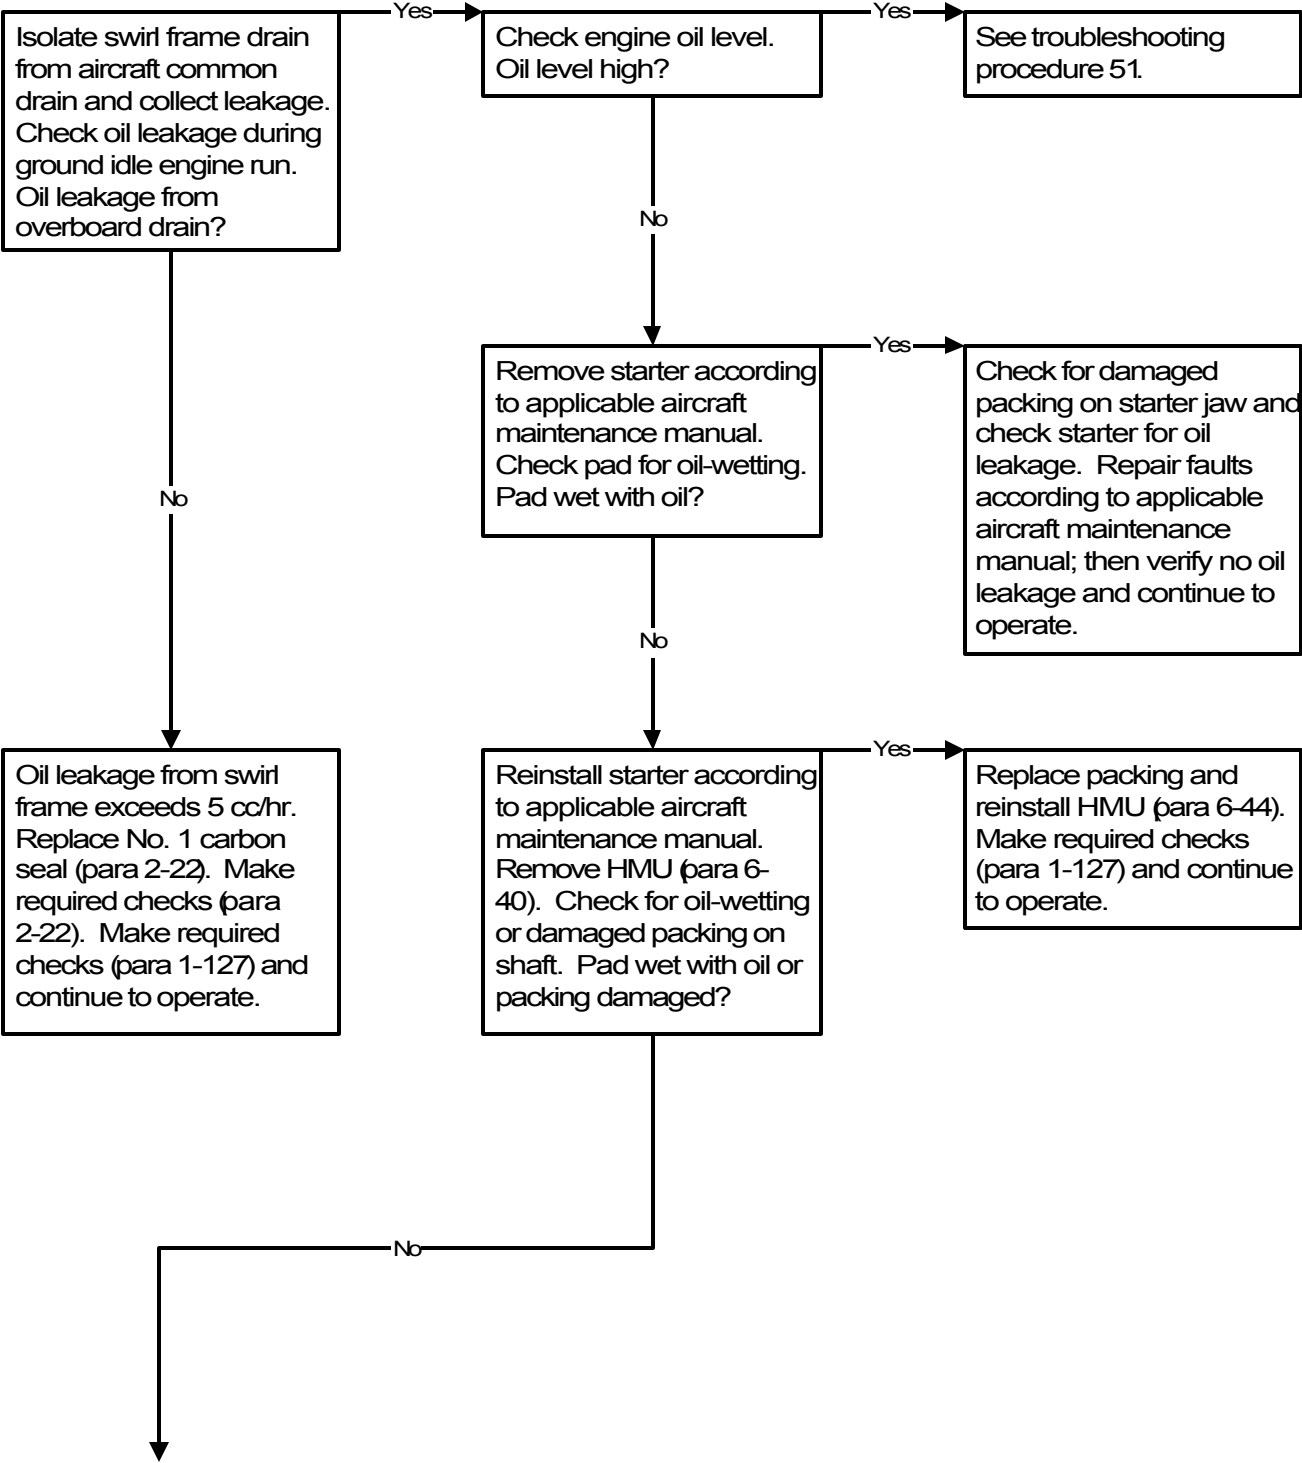 Isolate swirl frame drain
from aircraft common
drain and collect leakage.
Check oil leakage during
ground idle engine run.
Oil leakage from
overboard drain?
Yes
Check engine oil level.
Oil level high?
Yes
See troubleshooting
procedure 51.
No
No
Remove starter according
to applicable aircraft
maintenance manual.
Check pad for oil-wetting.
Pad wet with oil?
Yes
Check for damaged
packing on starter jaw and
check starter for oil
leakage. Repair faults
according to applicable
aircraft maintenance
manual; then verify no oil
leakage and continue to
operate.
No
Oil leakage from swirl
frame exceeds 5 cc/hr.
Replace No. 1 carbon
seal (para 2-22). Make
required checks (para
2-22). Make required
checks (para 1-127) and
continue to operate.
Reinstall starter according
to applicable aircraft
maintenance manual.
Remove HMU (para 6-
40). Check for oil-wetting
or damaged packing on
shaft. Pad wet with oil or
packing damaged?
Yes
Replace packing and
reinstall HMU (para 6-44).
Make required checks
(para 1-127) and continue
to operate.
No